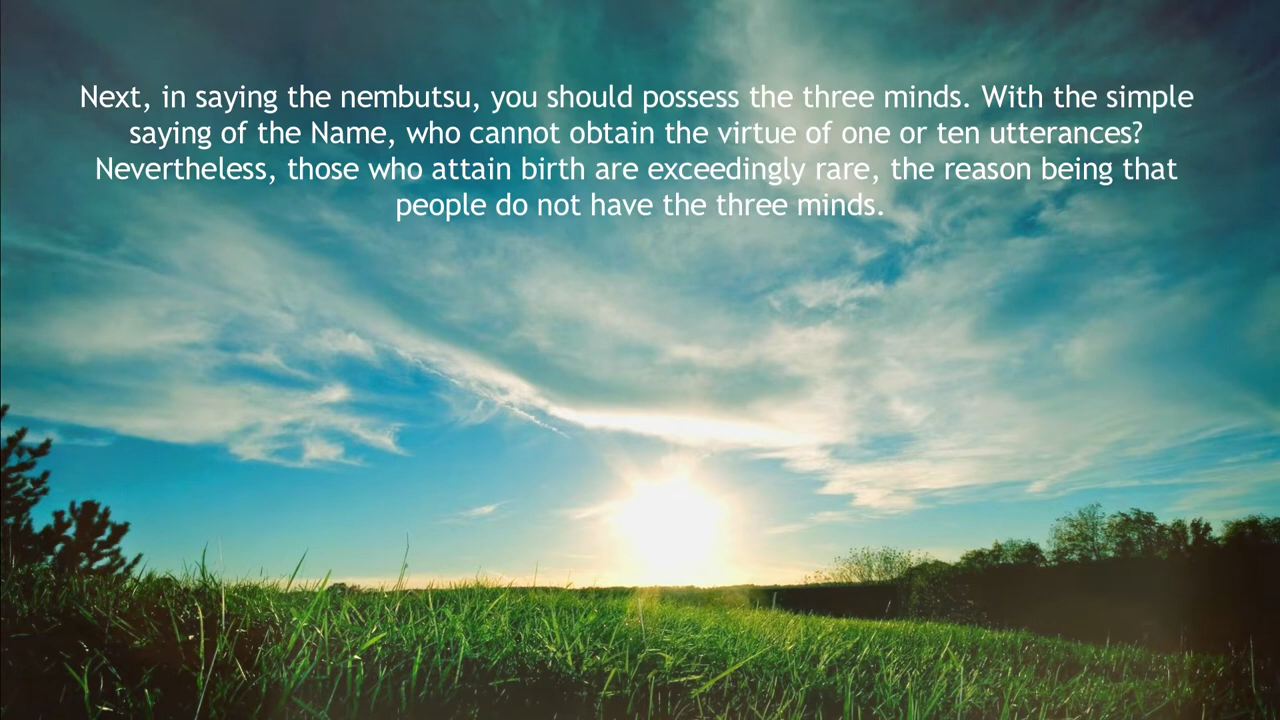 Next, in saying the nembutsu, you should possess the three minds. With the simple
saying of the Name, who cannot obtain the virtue of one or ten utterances?
Nevertheless, those who attain birth are exceedingly rare, the reason being that
people do not have the three minds.